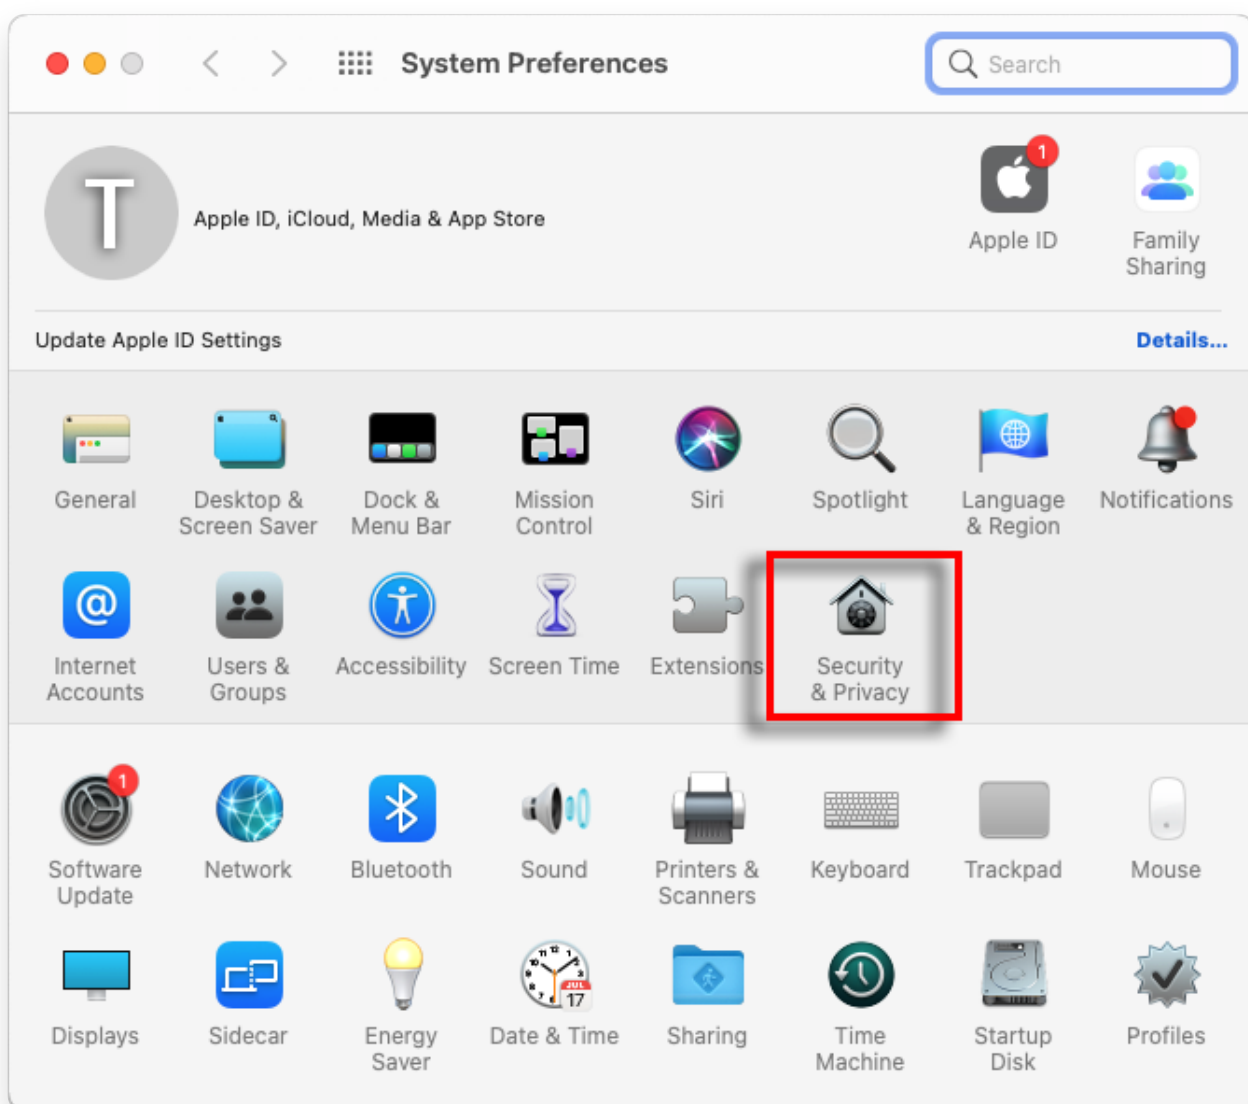 System Preferences
Search
T
Apple ID, iCloud, Media & App Store
1
Apple ID
Family
Sharing
Update Apple ID Settings
Details...
General
Desktop &
Screen Saver
Dock &
Menu Bar
Mission
Control
Siri
Spotlight
Language
& Region
Notifications
@
Internet
Accounts
Users &
Groups
Accessibility
Screen Time
Extensions
Security
& Privacy
1
Software
Update
Network
Bluetooth
Sound
Printers &
Scanners
Keyboard
Trackpad
Mouse
Displays
Sidecar
Energy
Saver
JUL
17
Date & Time
Sharing
Time
Machine
Startup
Disk
Profiles